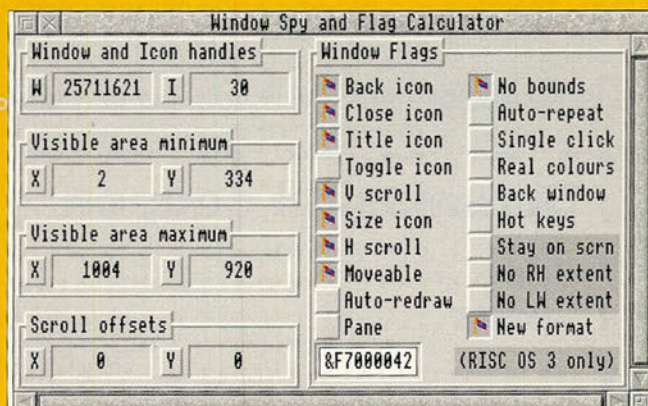 Window Spy and Flag Calculator
Window and Icon handles
W 25711621 I 30
Visible area minimum
X 2 Y 334
Visible area maximum
X 1004 Y 920
Scroll offsets
X 0 Y 0
Window Flags
Back icon
Close icon
Title icon
Toggle icon
V scroll
Size icon
H scroll
Moveable
Auto-redraw
Pane
&F7000042
No bounds
Auto-repeat
Single click
Real colours
Back window
Hot keys
Stay on scrn
No RH extent
No LW extent
New format
(RISC OS 3 only)